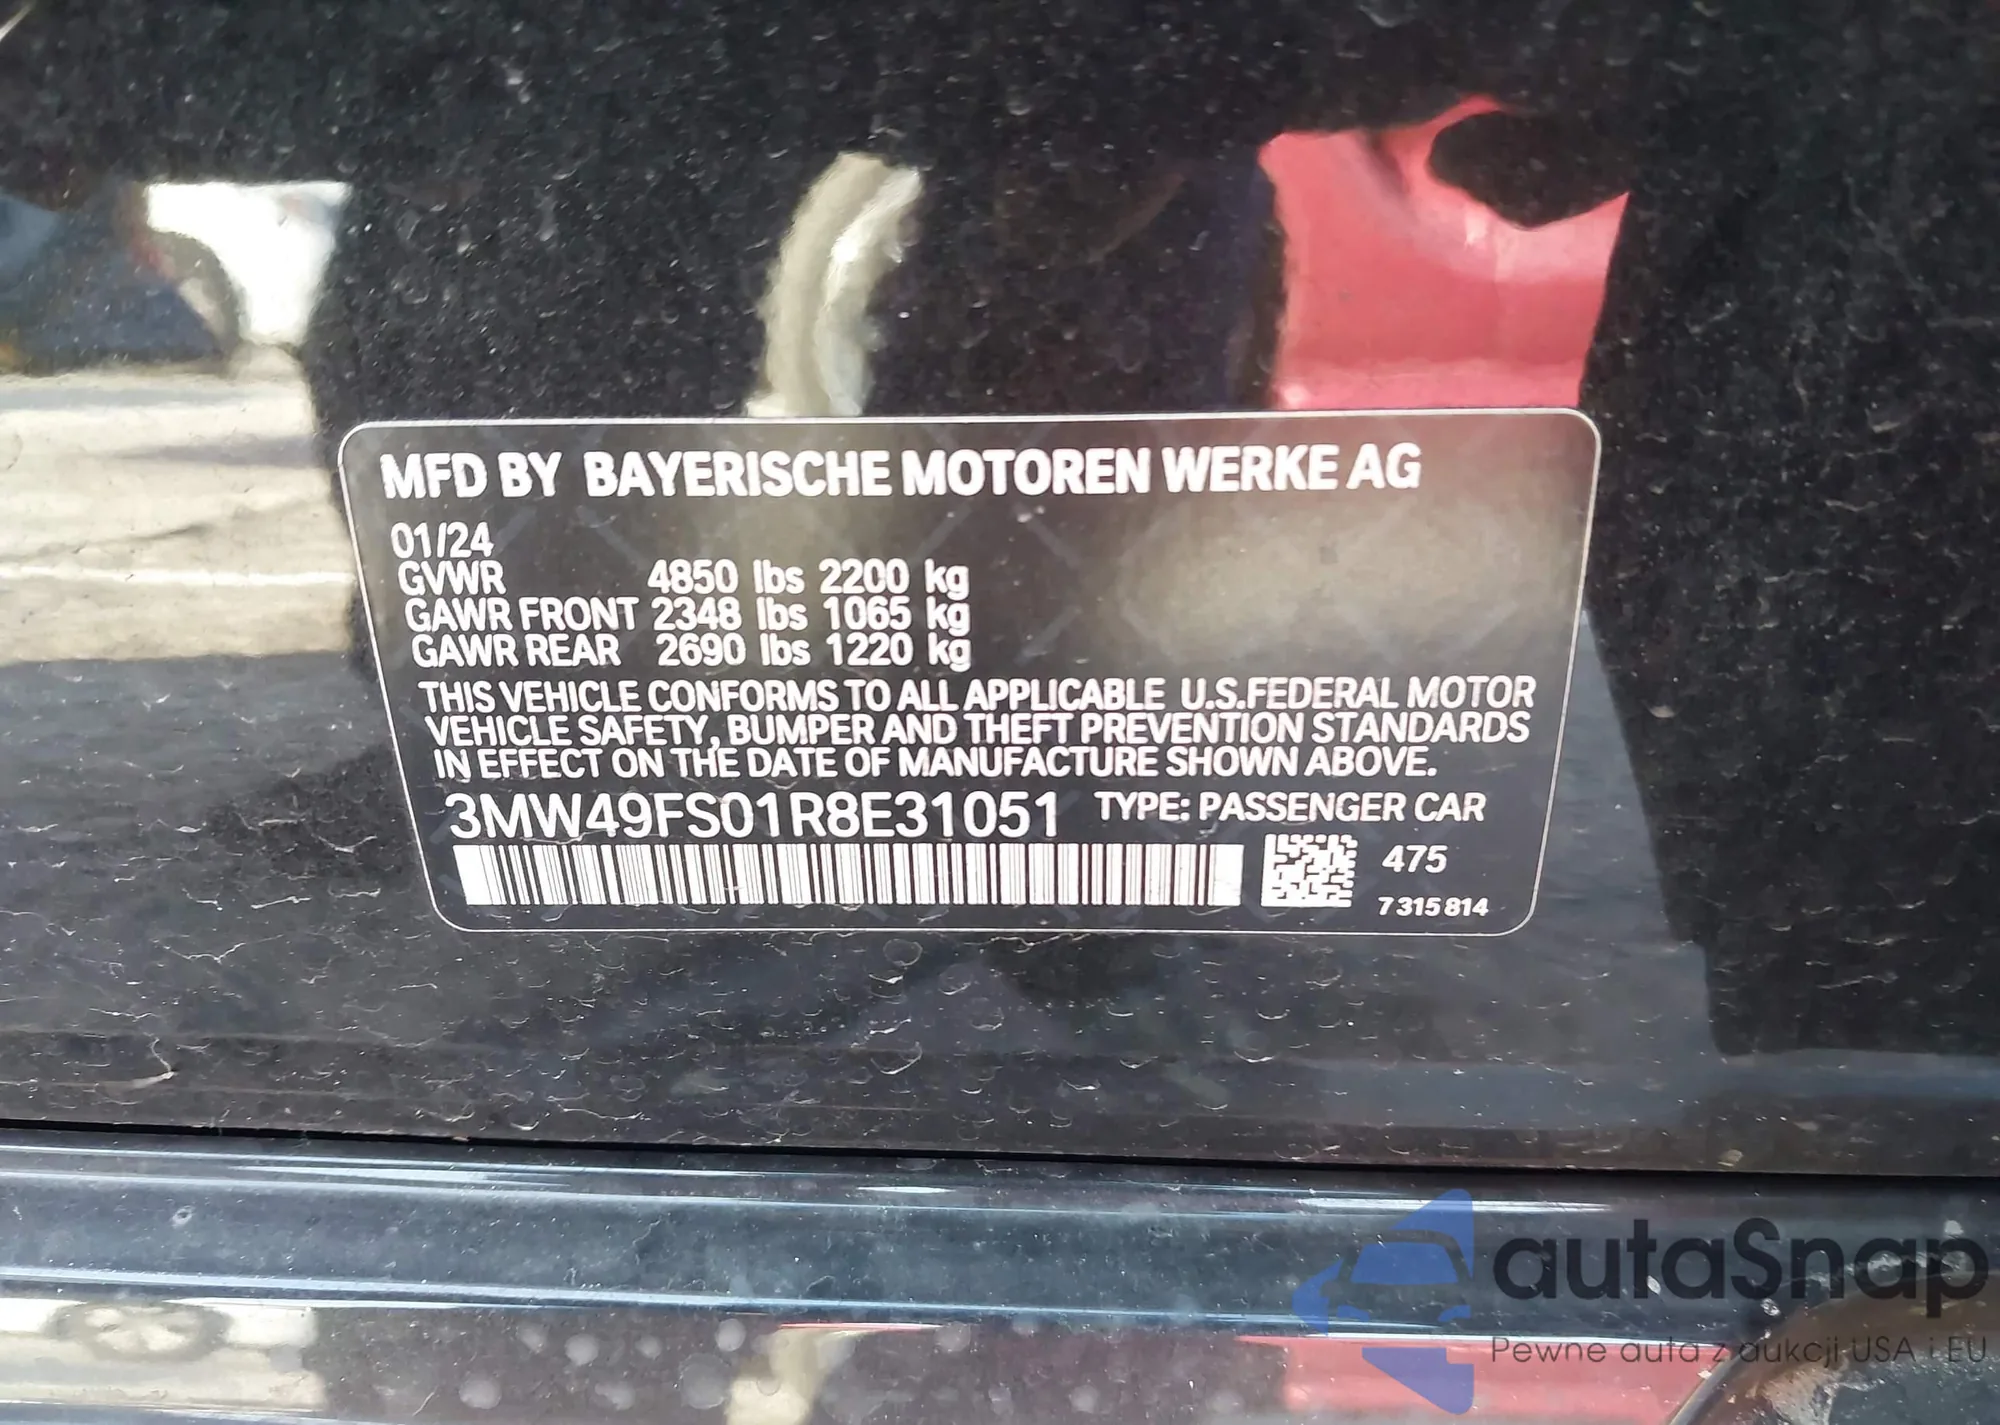 MFD BY BAYERISCHE MOTOREN WERKE AG
01/24
GVWR 4850 lbs 2200 kg
GAWR FRONT 2348 lbs 1065 kg
GAWR REAR 2690 lbs 1220 kg
THIS VEHICLE CONFORMS TO ALL APPLICABLE U.S.FEDERAL MOTOR
VEHICLE SAFETY, BUMPER AND THEFT PREVENTION STANDARDS
IN EFFECT ON THE DATE OF MANUFACTURE SHOWN ABOVE.
3MW49FS01R8E31051 TYPE: PASSENGER CAR
475
7 315 814
autaSnap
Pewne auta z aukcji USA i EU